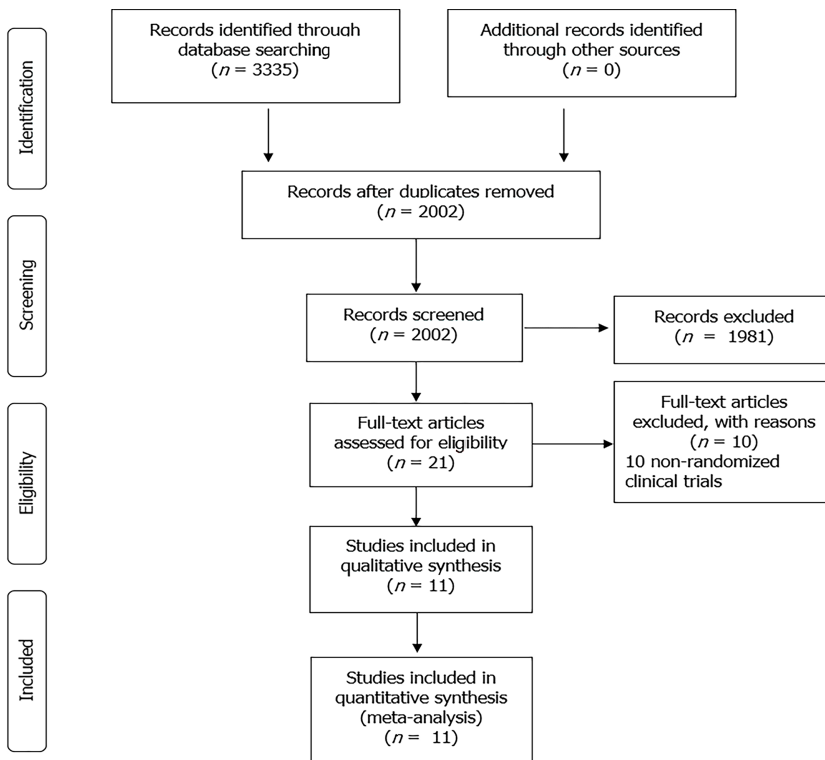 Records identified through
database searching
(n = 3335)
Additional records identified
through other sources
(n = 0)
Identification
Records after duplicates removed
(n = 2002)
Screening
Records screened
(n = 2002)
Records excluded
(n = 1981)
Full-text articles
assessed for eligibility
(n = 21)
Full-text articles
excluded, with reasons
(n = 10)
10 non-randomized
clinical trials
Eligibility
Studies included in
qualitative synthesis
(n = 11)
Included
Studies included in
quantitative synthesis
(meta-analysis)
(n = 11)